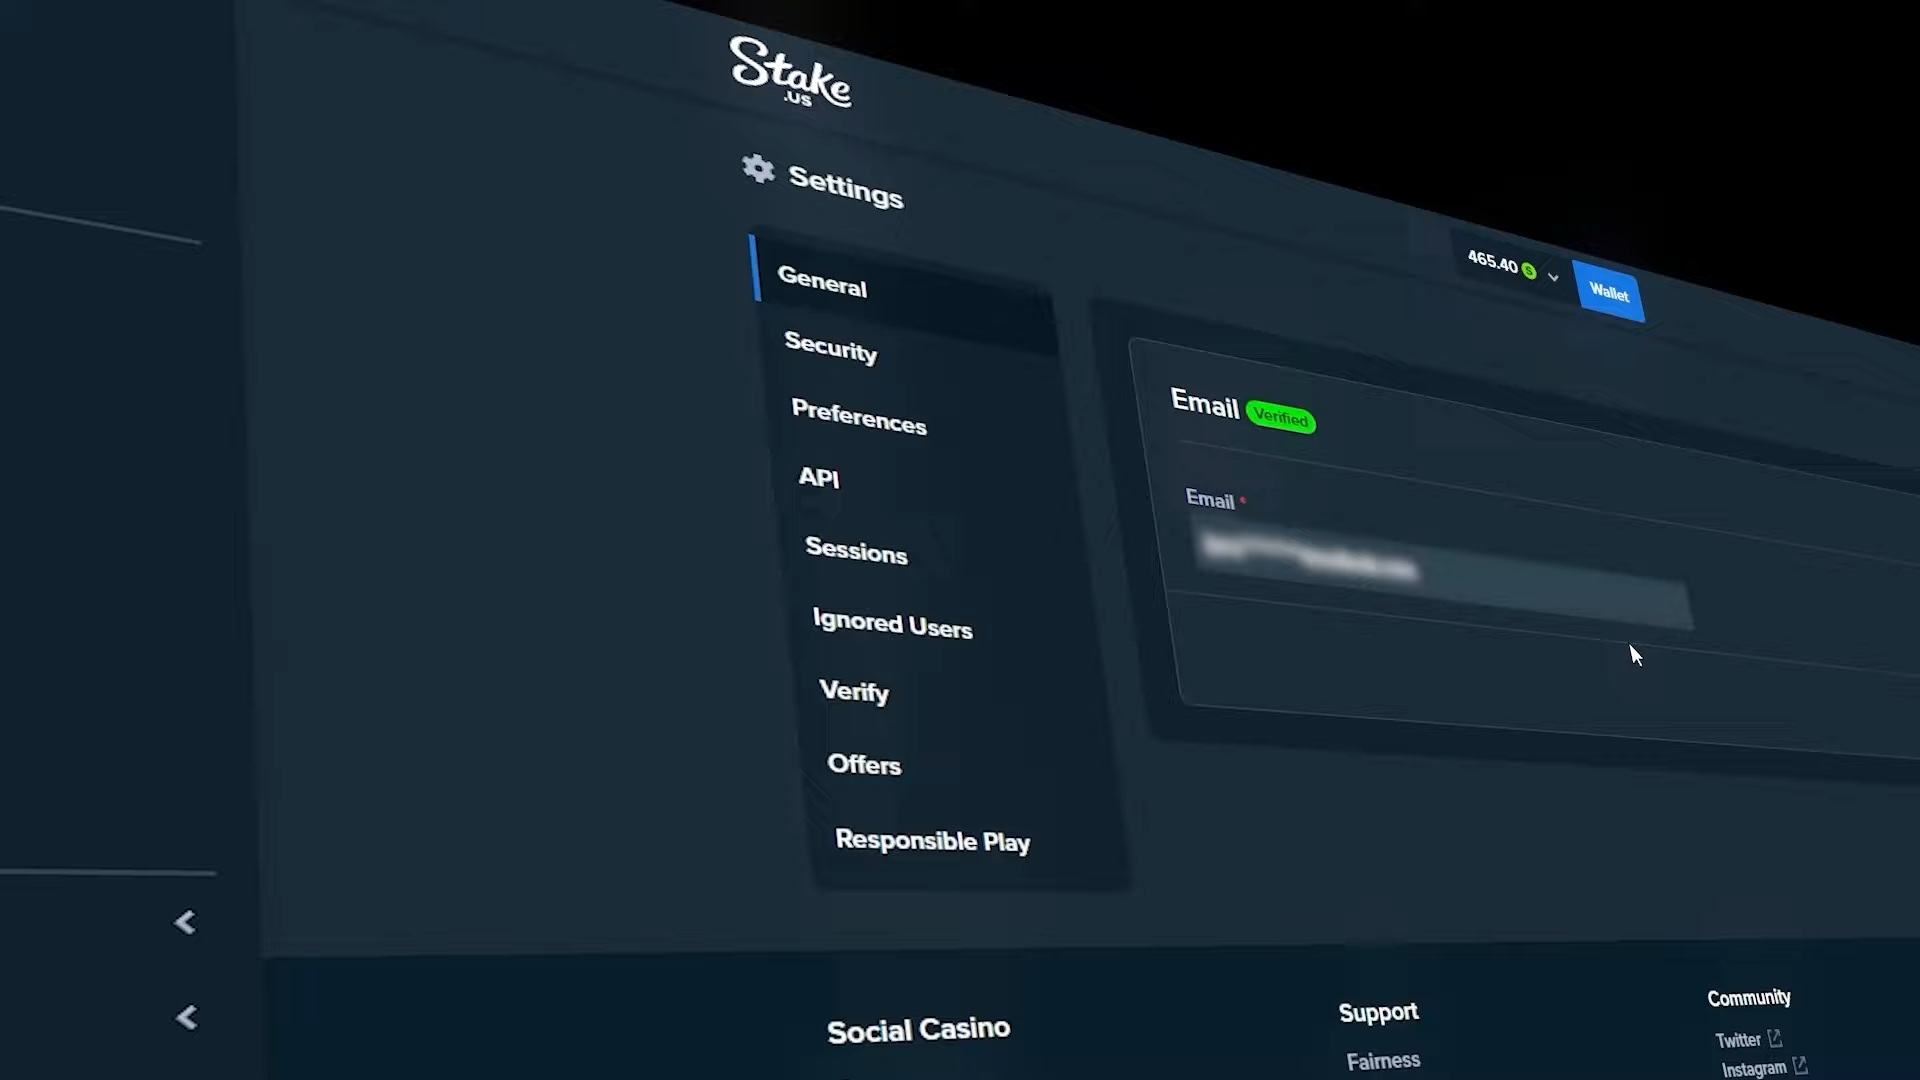 Stake
.US
Settings
465.40
Wallet
General
Security
Preferences
API
Sessions
Ignored Users
Verify
Offers
Responsible Play
Email Verified
Email *
Social Casino
Support
Fairness
Community
Twitter
Instagram